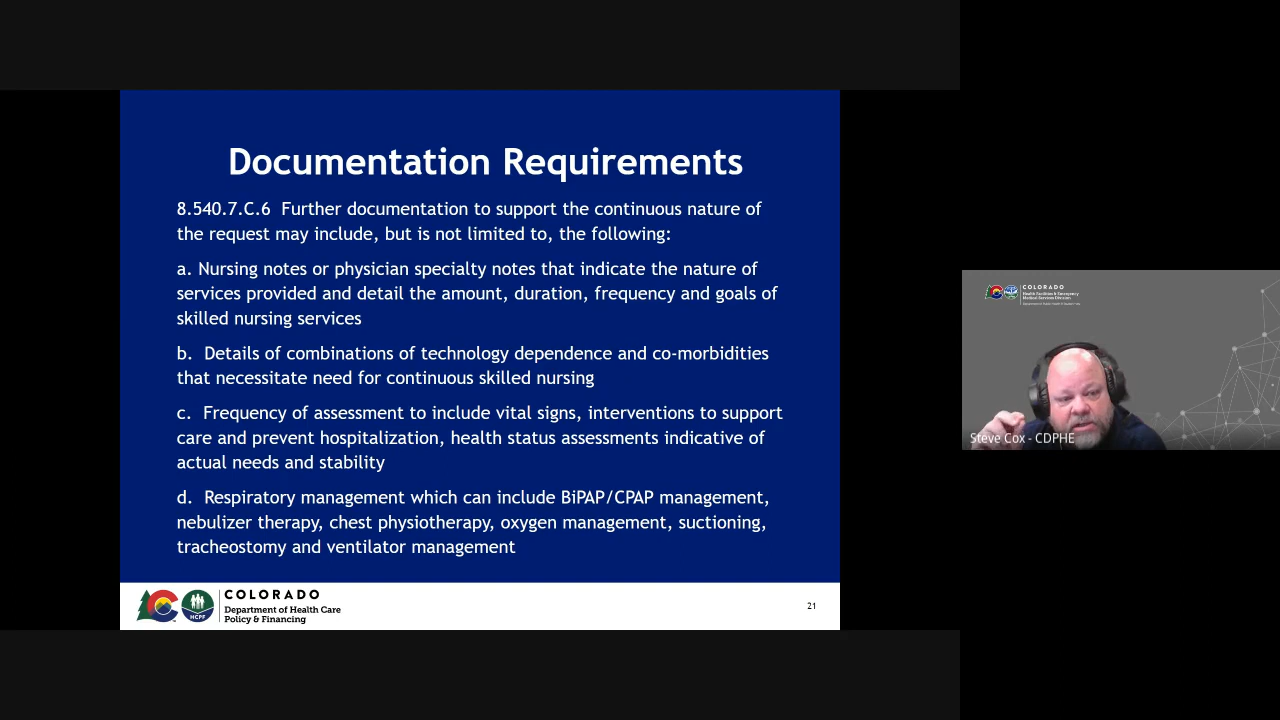 Documentation Requirements
8.540.7.C.6 Further documentation to support the continuous nature of
the request may include, but is not limited to, the following:
a. Nursing notes or physician specialty notes that indicate the nature of
services provided and detail the amount, duration, frequency and goals of
skilled nursing services
b. Details of combinations of technology dependence and co-morbidities
that necessitate need for continuous skilled nursing
c. Frequency of assessment to include vital signs, interventions to support
care and prevent hospitalization, health status assessments indicative of
actual needs and stability
d. Respiratory management which can include BiPAP/CPAP management,
nebulizer therapy, chest physiotherapy, oxygen management, suctioning,
tracheostomy and ventilator management
HCPF
COLORADO
Department of Health Care
Policy & Financing
21
COLORADO
Health Facilities & Emergency
Medical Services Division
Steve Cox - CDPHE